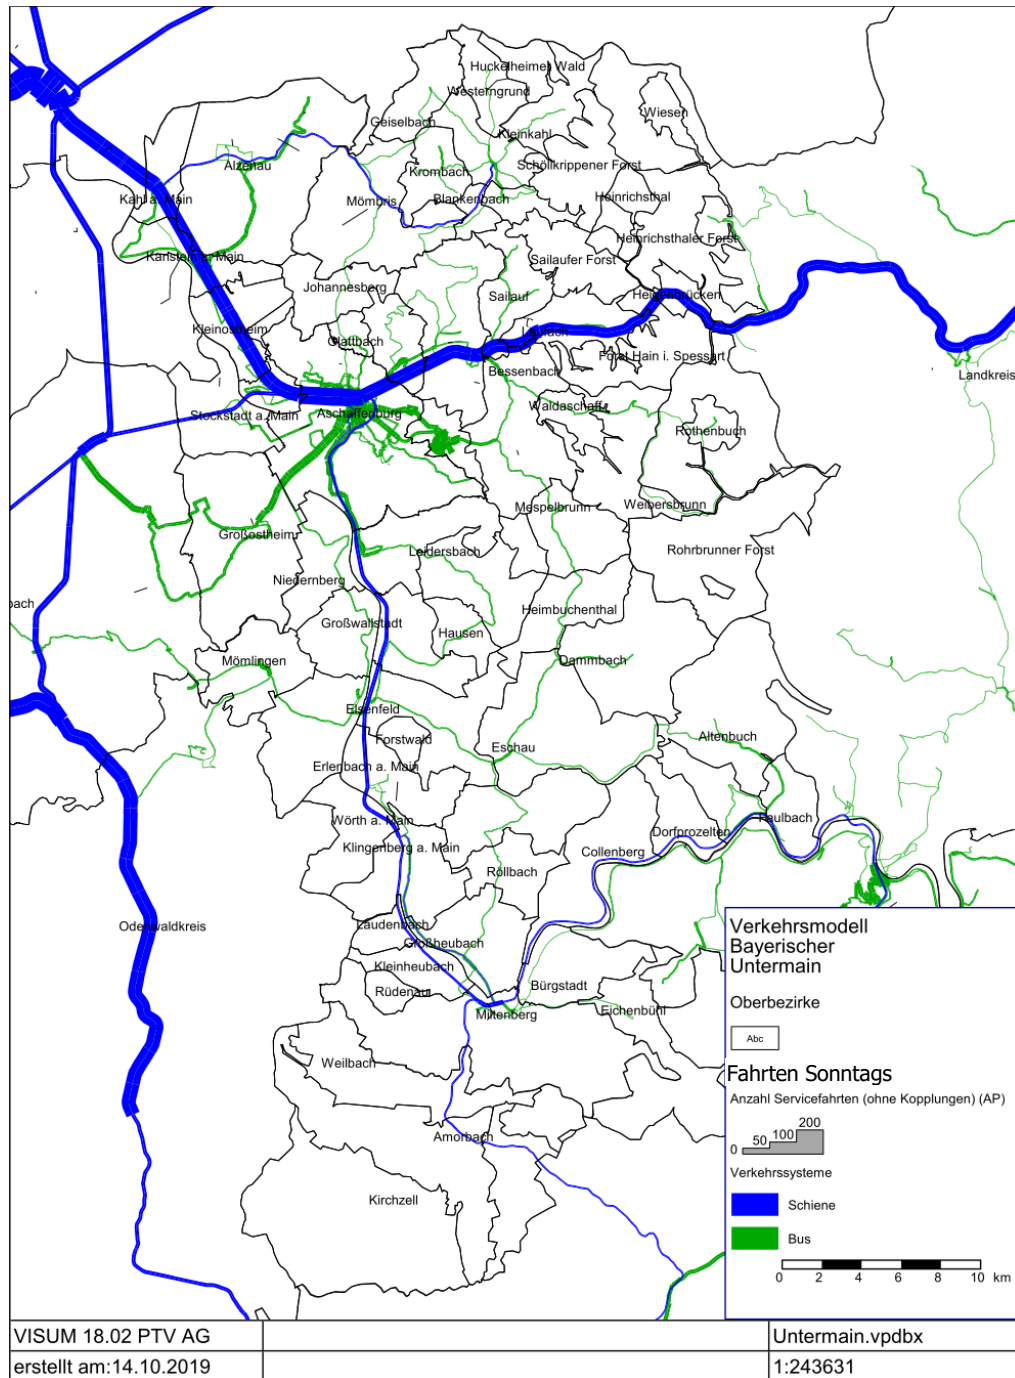 Huckelheimer Wald
Westerngrund
Wiesen
Geiselbach
Kleinkahl
Alzenau
Krombach
Schöllkrippener Forst
Kahl a. Main
Mömbris
Blankenbach
Heinrichsthal
Heinrichsthaler Forst
Karlstein a. Main
Sailaufer Forst
Johannesberg
Sailauf
Heigenbrücken
Kleinostheim
Glattbach
Laufach
Forst Hain i. Spessart
Bessenbach
Landkreis
Stockstadt a. Main
Aschaffenburg
Waldaschaff
Rothenbuch
Mespelbrunn
Weibersbrunn
Großostheim
Leidersbach
Rohrbrunner Forst
Niedernberg
bach
Großwallstadt
Heimbuchenthal
Hausen
Mömlingen
Dammbach
Elsenfeld
Forstwald
Eschau
Altenbuch
Erlenbach a. Main
Wörth a. Main
Faulbach
Dorfprozelten
Klingenberg a. Main
Collenberg
Röllbach
Odenwaldkreis
Laudenbach
Großheubach
Kleinheubach
Rüdenau
Bürgstadt
Miltenberg
Eichenbühl
Weilbach
Amorbach
Kirchzell
Verkehrsmodell
Bayerischer
Untermain
Oberbezirke
Abc
Fahrten Sonntags
Anzahl Servicefahrten (ohne Kopplungen) (AP)
0 50 100 200
Verkehrssysteme
Schiene
Bus
0 2 4 6 8 10 km
VISUM 18.02 PTV AG
Untermain.vpdbx
erstellt am:14.10.2019
1:243631